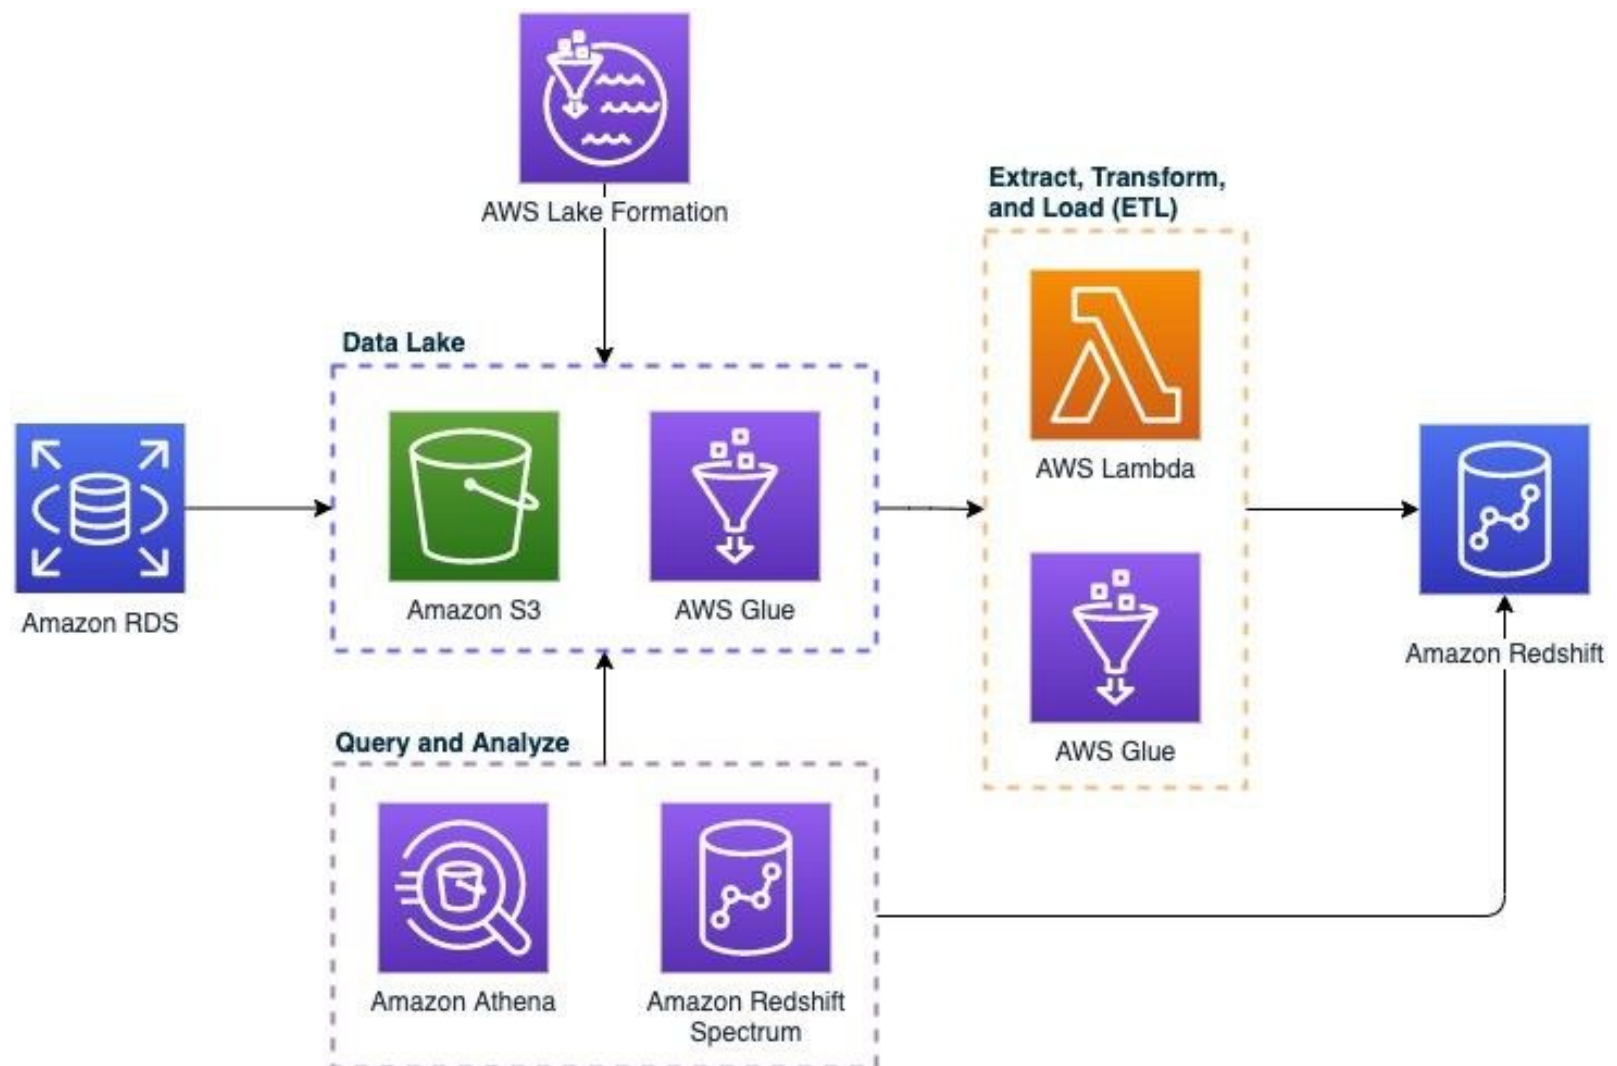 AWS Lake Formation
Extract, Transform,
and Load (ETL)
Data Lake
AWS Lambda
Amazon RDS
Amazon S3
AWS Glue
Amazon Redshift
AWS Glue
Query and Analyze
Amazon Athena
Amazon Redshift
Spectrum